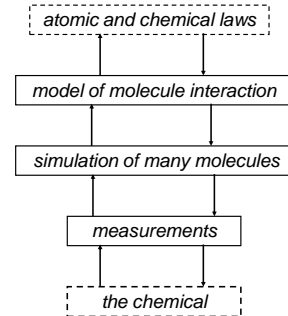 atomic and chemical laws
model of molecule interaction
simulation of many molecules
measurements
the chemical